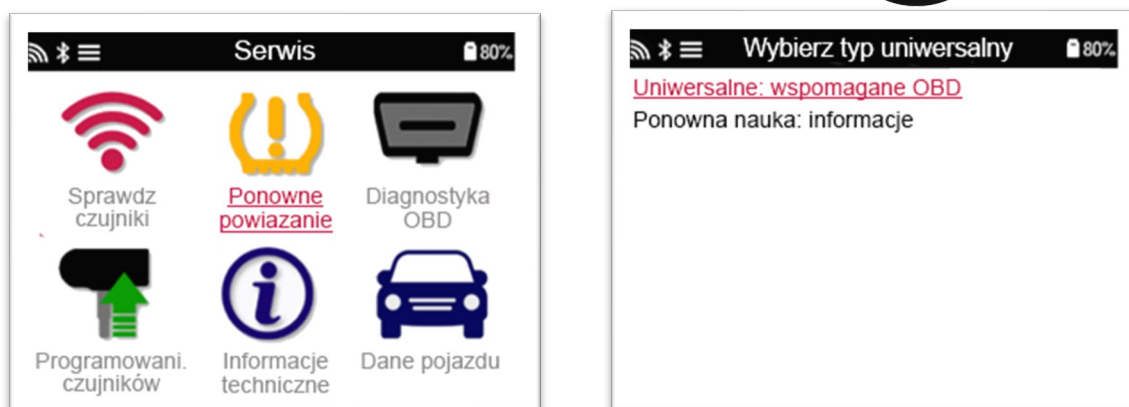 Serwis
80%
Sprawdz
czujniki
Ponowne
powiazanie
Diagnostyka
OBD
Programowani.
czujników
Informacje
techniczne
Dane pojazdu
Wybierz typ uniwersalny
80%
Uniwersalne: wspomagane OBD
Ponowna nauka: informacje